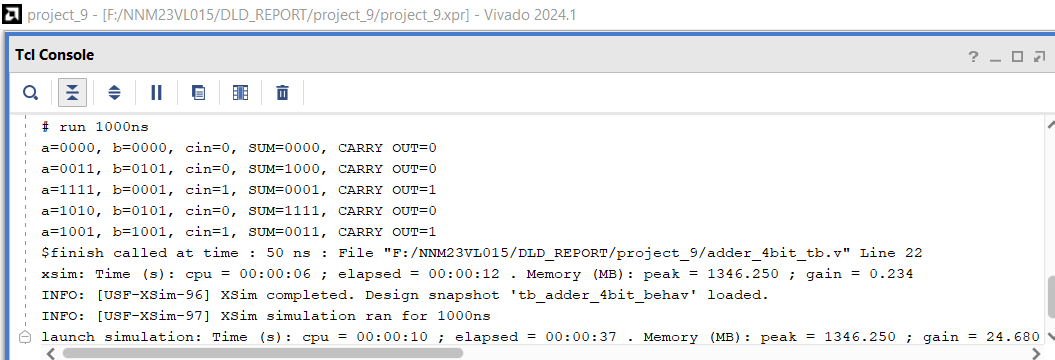 project_9 - [F:/NNM23VL015/DLD_REPORT/project_9/project_9.xpr] - Vivado 2024.1
Tcl Console
# run 1000ns
a=0000, b=0000, cin=0, SUM=0000, CARRY OUT=0
a=0011, b=0101, cin=0, SUM=1000, CARRY OUT=0
a=1111, b=0001, cin=1, SUM=0001, CARRY OUT=1
a=1010, b=0101, cin=0, SUM=1111, CARRY OUT=0
a=1001, b=1001, cin=1, SUM=0011, CARRY OUT=1
$finish called at time : 50 ns : File "F:/NNM23VL015/DLD_REPORT/project_9/adder_4bit_tb.v" Line 22
xsim: Time (s): cpu = 00:00:06 ; elapsed = 00:00:12 . Memory (MB): peak = 1346.250 ; gain = 0.234
INFO: [USF-XSim-96] XSim completed. Design snapshot 'tb_adder_4bit_behav' loaded.
INFO: [USF-XSim-97] XSim simulation ran for 1000ns
launch_simulation: Time (s): cpu = 00:00:10 ; elapsed = 00:00:37 . Memory (MB): peak = 1346.250 ; gain = 24.680